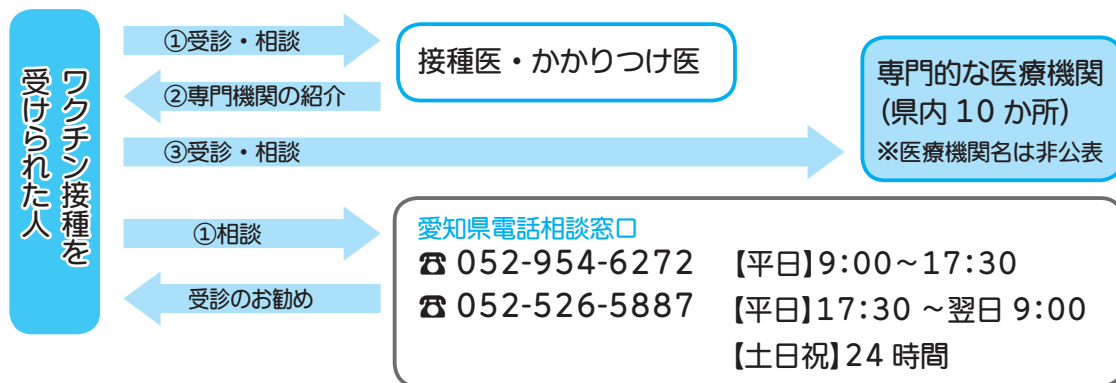 ワクチン接種を
受けられた人
①受診・相談
②専門機関の紹介
接種医・かかりつけ医
③受診・相談
専門的な医療機関
(県内 10 か所)
※医療機関名は非公表
①相談
受診のお勧め
愛知県電話相談窓口
☎ 052-954-6272 【平日】9:00～17:30
☎ 052-526-5887 【平日】17:30 ～翌日 9:00
【土日祝】24 時間